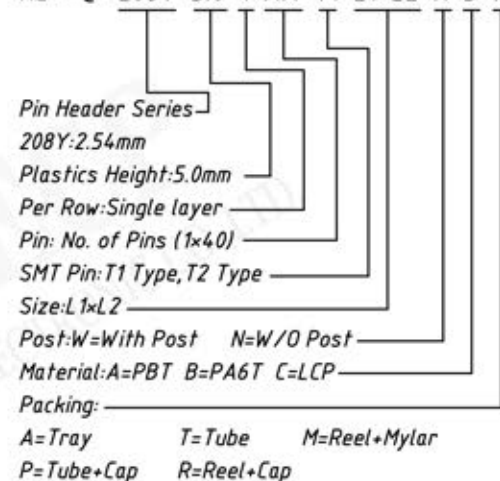 Pin Header Series
208Y:2.54mm
Plastics Height:5.0mm
Per Row:Single layer
Pin: No. of Pins (1×40)
SMT Pin:T1 Type,T2 Type
Size:L1×L2
Post:W=With Post N=W/O Post
Material:A=PBT B=PA6T C=LCP
Packing:
A=Tray T=Tube M=Reel+Mylar
P=Tube+Cap R=Reel+Cap